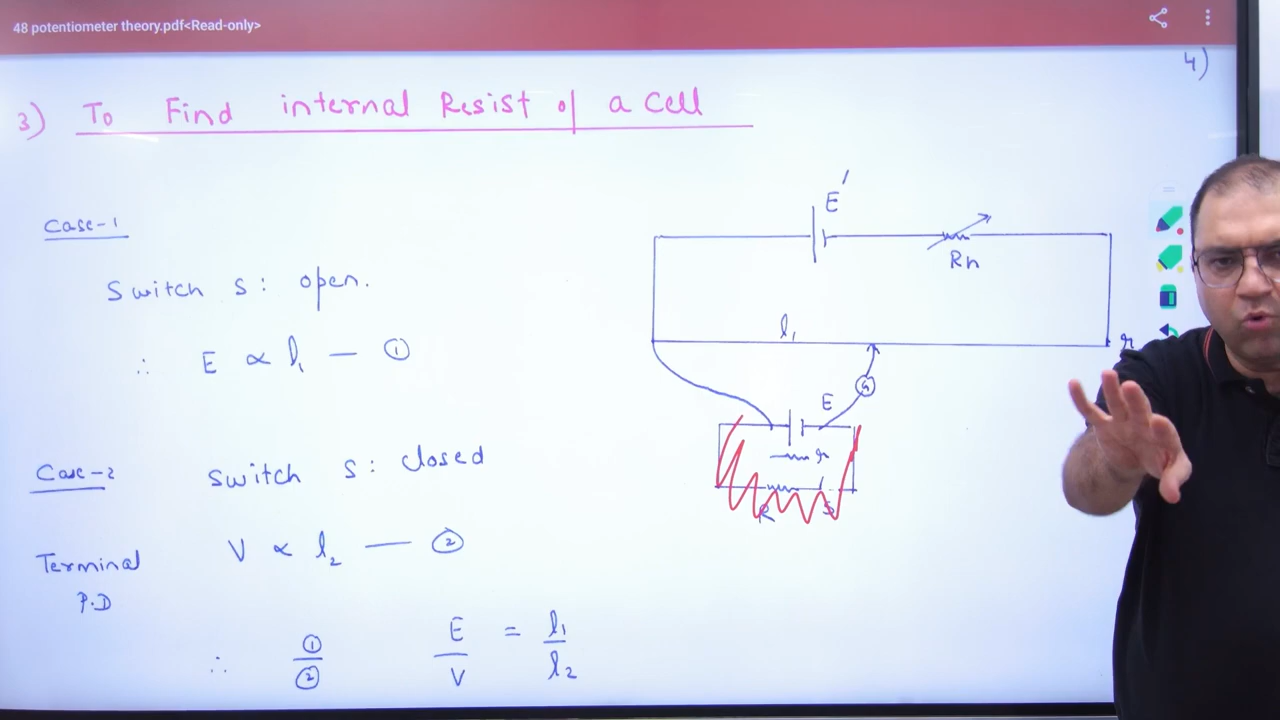 48 potentiometer theory.pdf<Read-only>
4)
3) To Find internal Resist of a Cell
Case-1
Switch S: open.
∴ E ∝ l₁ — ①
Case-2 Switch S: closed
V ∝ l₂ — ②
Terminal
P.D
∴ ①/② E/V = l₁/l₂
E'
Rh
l₁
r
G
E
r
R S